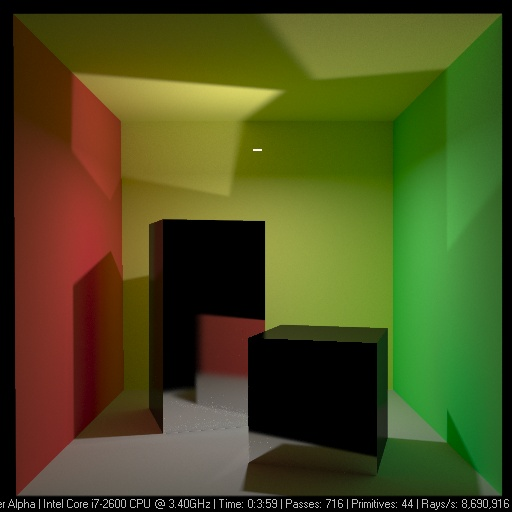 er Alpha | Intel Core i7-2600 CPU @ 3.40GHz | Time: 0:3:59 | Passes: 716 | Primitives: 44 | Rays/s: 8,690,916